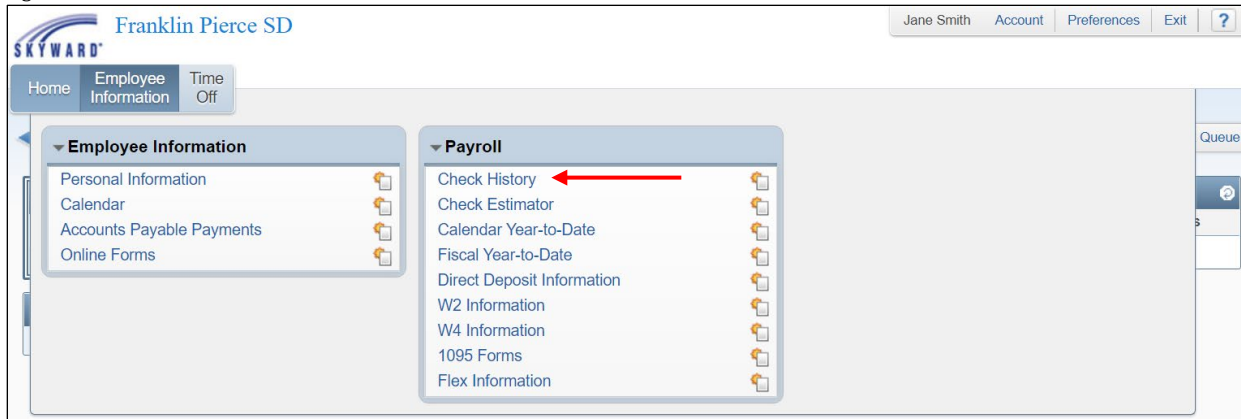 Franklin Pierce SD
Jane Smith Account Preferences Exit ?
SKYWARD
Home Employee Information Time Off
Queue
Employee Information
Personal Information
Calendar
Accounts Payable Payments
Online Forms
Payroll
Check History
Check Estimator
Calendar Year-to-Date
Fiscal Year-to-Date
Direct Deposit Information
W2 Information
W4 Information
1095 Forms
Flex Information